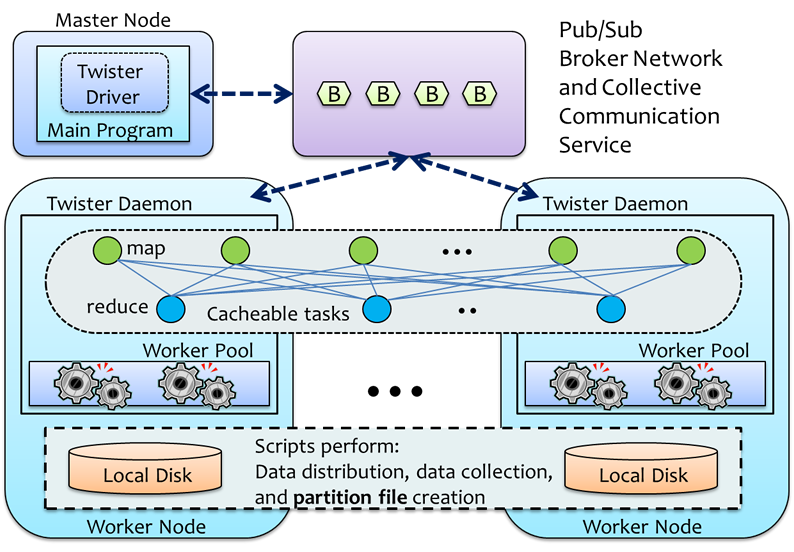 Master Node
Twister
Driver
Main Program
B B B B
Pub/Sub
Broker Network
and Collective
Communication
Service
Twister Daemon
Twister Daemon
map
•••
reduce
Cacheable tasks
••
Worker Pool
Worker Pool
•••
Local Disk
Scripts perform:
Data distribution, data collection,
and partition file creation
Local Disk
Worker Node
Worker Node